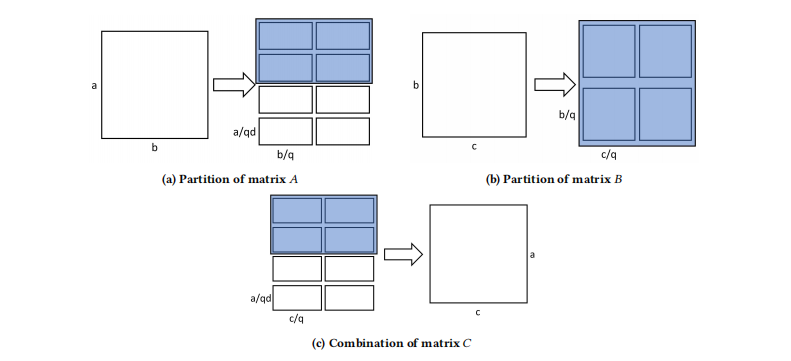 a
b
a/qd
b/q
(a) Partition of matrix A
b
c
b/q
c/q
(b) Partition of matrix B
a/qd
c/q
a
c
(c) Combination of matrix C